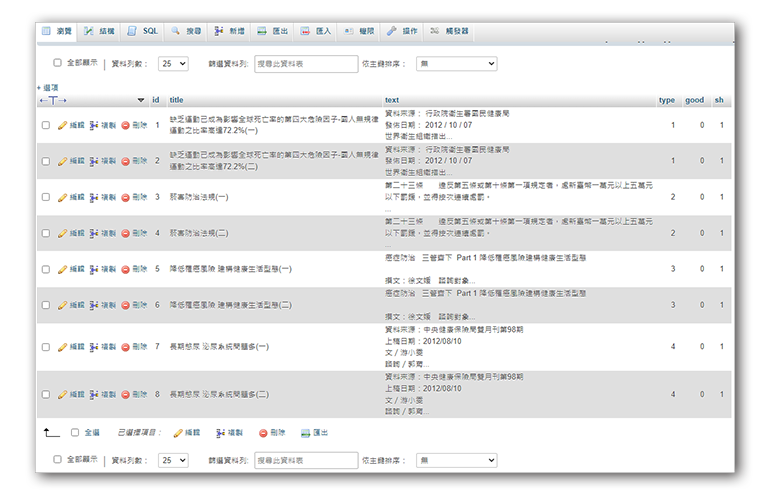 瀏覽 結構 SQL 搜尋 新增 匯出 匯入 權限 操作 觸發器
全部顯示 | 資料列數： 25 篩選資料列: 搜尋此資料表 依主鍵排序： 無
+ 選項
←T→ id title text type good sh
編輯 複製 刪除 1 缺乏運動已成為影響全球死亡率的第四大危險因子-國人無規律 資料來源： 行政院衛生署國民健康局 1 0 1
運動之比率高達72.2%(一) 發佈日期： 2012 / 10 / 07
世界衛生組織指出...
編輯 複製 刪除 2 缺乏運動已成為影響全球死亡率的第四大危險因子-國人無規律 資料來源： 行政院衛生署國民健康局 1 0 1
運動之比率高達72.2%(二) 發佈日期： 2012 / 10 / 07
世界衛生組織指出...
編輯 複製 刪除 3 菸害防治法規(一) 第二十三條 違反第五條或第十條第一項規定者，處新臺幣一萬元以上五萬元 2 0 1
以下罰鍰，並得按次連續處罰。
...
編輯 複製 刪除 4 菸害防治法規(二) 第二十三條 違反第五條或第十條第一項規定者，處新臺幣一萬元以上五萬元 2 0 1
以下罰鍰，並得按次連續處罰。
...
編輯 複製 刪除 5 降低罹癌風險 建構健康生活型態(一) 癌症防治 三管齊下 Part 1 降低罹癌風險建構健康生活型態 3 0 1
撰文：徐文媛 諮詢對象...
編輯 複製 刪除 6 降低罹癌風險 建構健康生活型態(二) 癌症防治 三管齊下 Part 1 降低罹癌風險建構健康生活型態 3 0 1
撰文：徐文媛 諮詢對象...
編輯 複製 刪除 7 長期憋尿 泌尿系統問題多(一) 資料來源：中央健康保險局雙月刊第98期 4 0 1
上稿日期：2012/08/10
文 / 游小雯
諮詢 / 郭育...
編輯 複製 刪除 8 長期憋尿 泌尿系統問題多(二) 資料來源：中央健康保險局雙月刊第98期 4 0 1
上稿日期：2012/08/10
文 / 游小雯
諮詢 / 郭育...
全選 已選擇項目： 編輯 複製 刪除 匯出
全部顯示 | 資料列數： 25 篩選資料列: 搜尋此資料表 依主鍵排序： 無